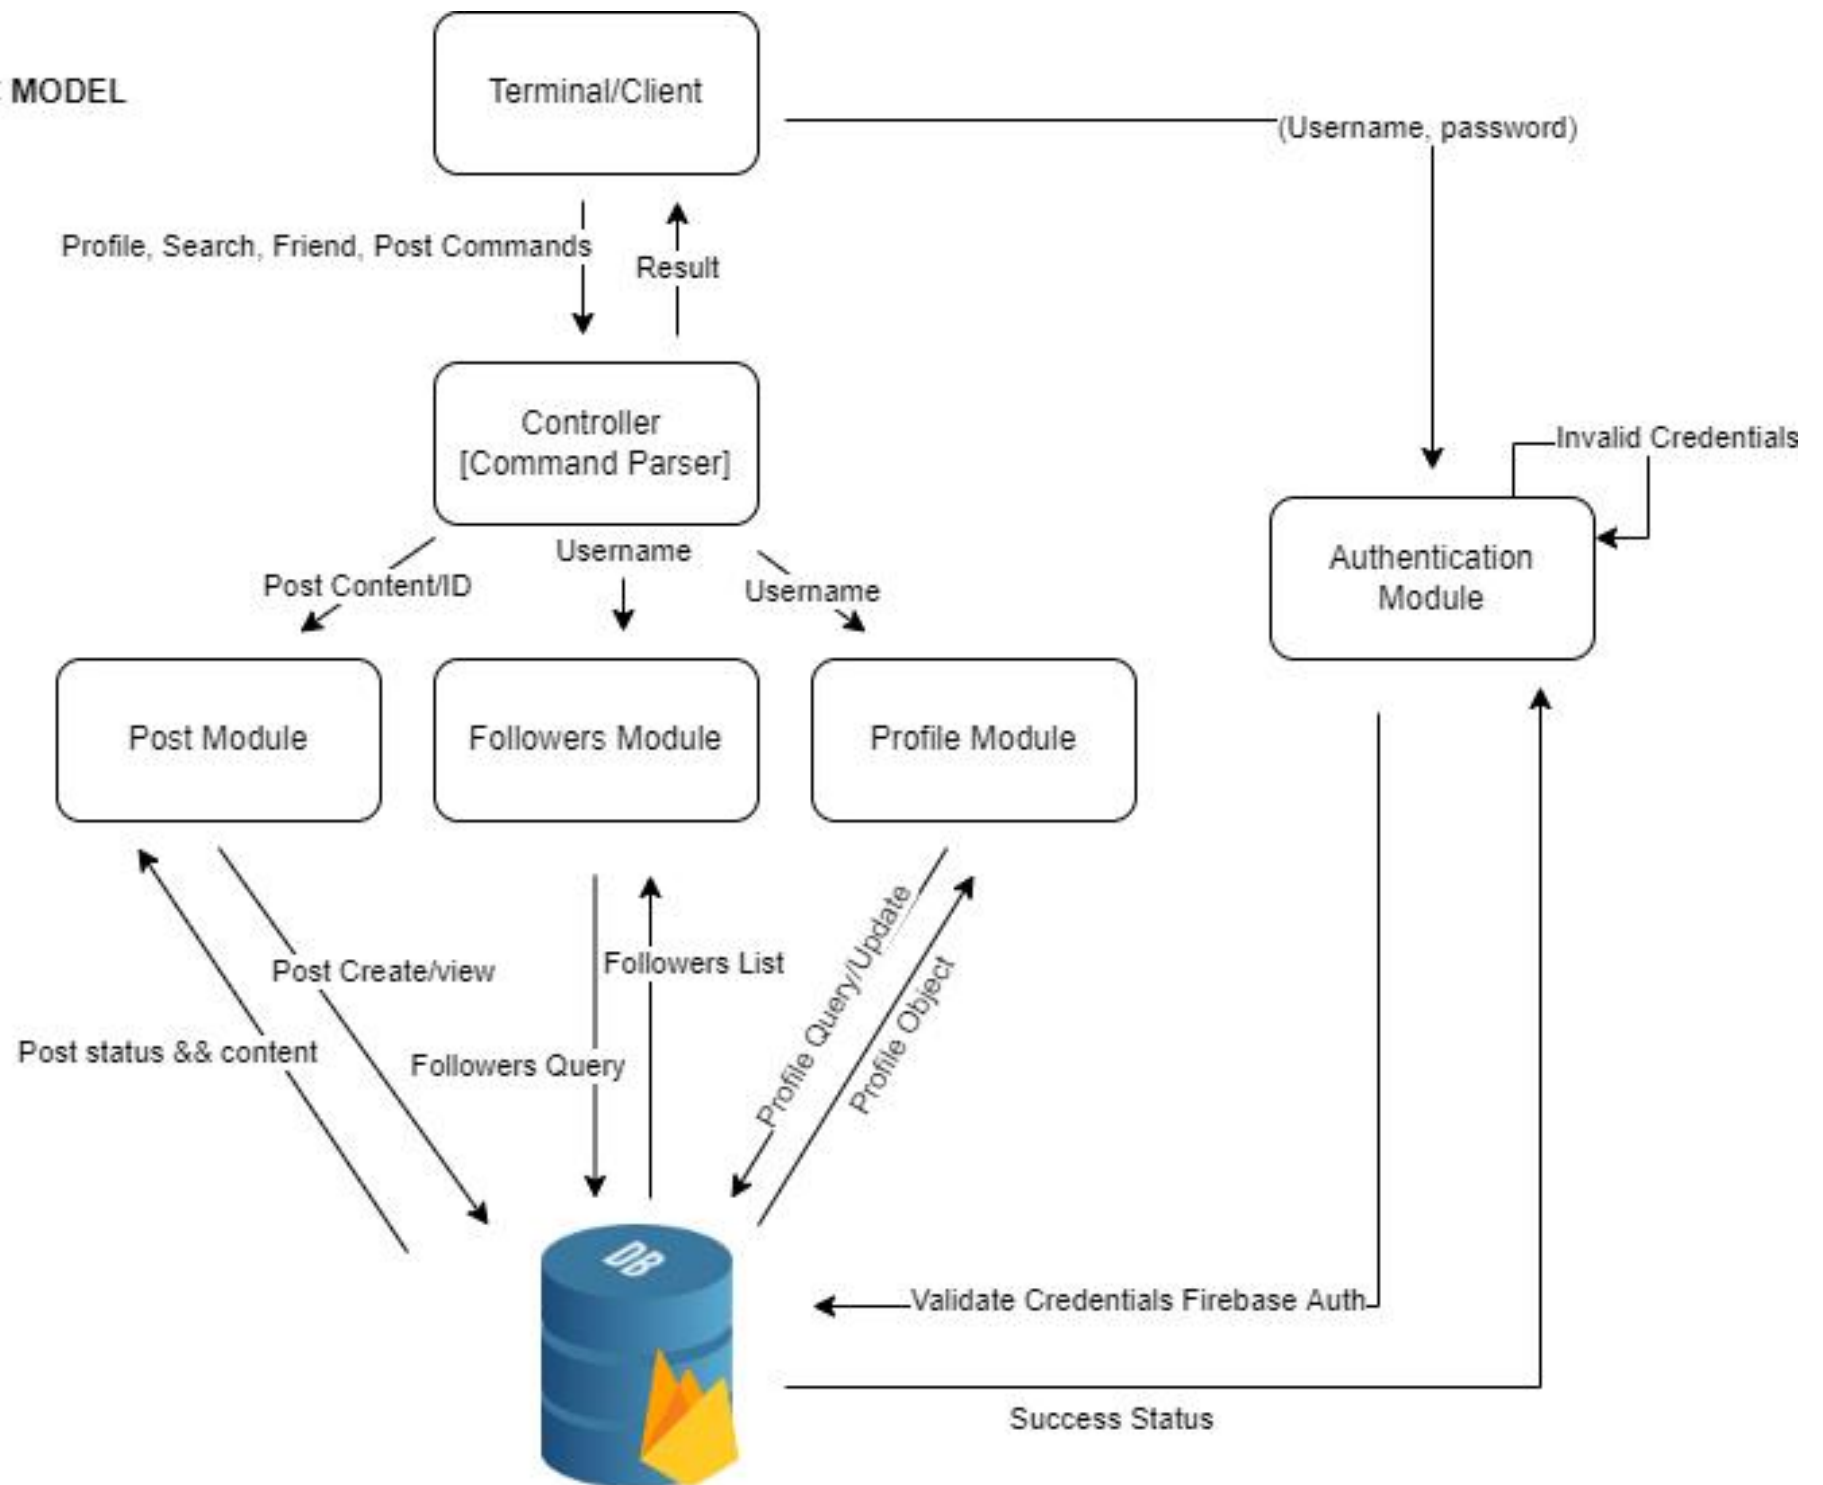 MODEL
Terminal/Client
(Username, password)
Profile, Search, Friend, Post Commands
Result
Controller
[Command Parser]
Invalid Credentials
Authentication
Module
Username
Post Content/ID
Username
Post Module
Followers Module
Profile Module
Profile Query/Update
Followers List
Post Create/view
Profile Object
Post status && content
Followers Query
DB
Validate Credentials Firebase Auth
Success Status